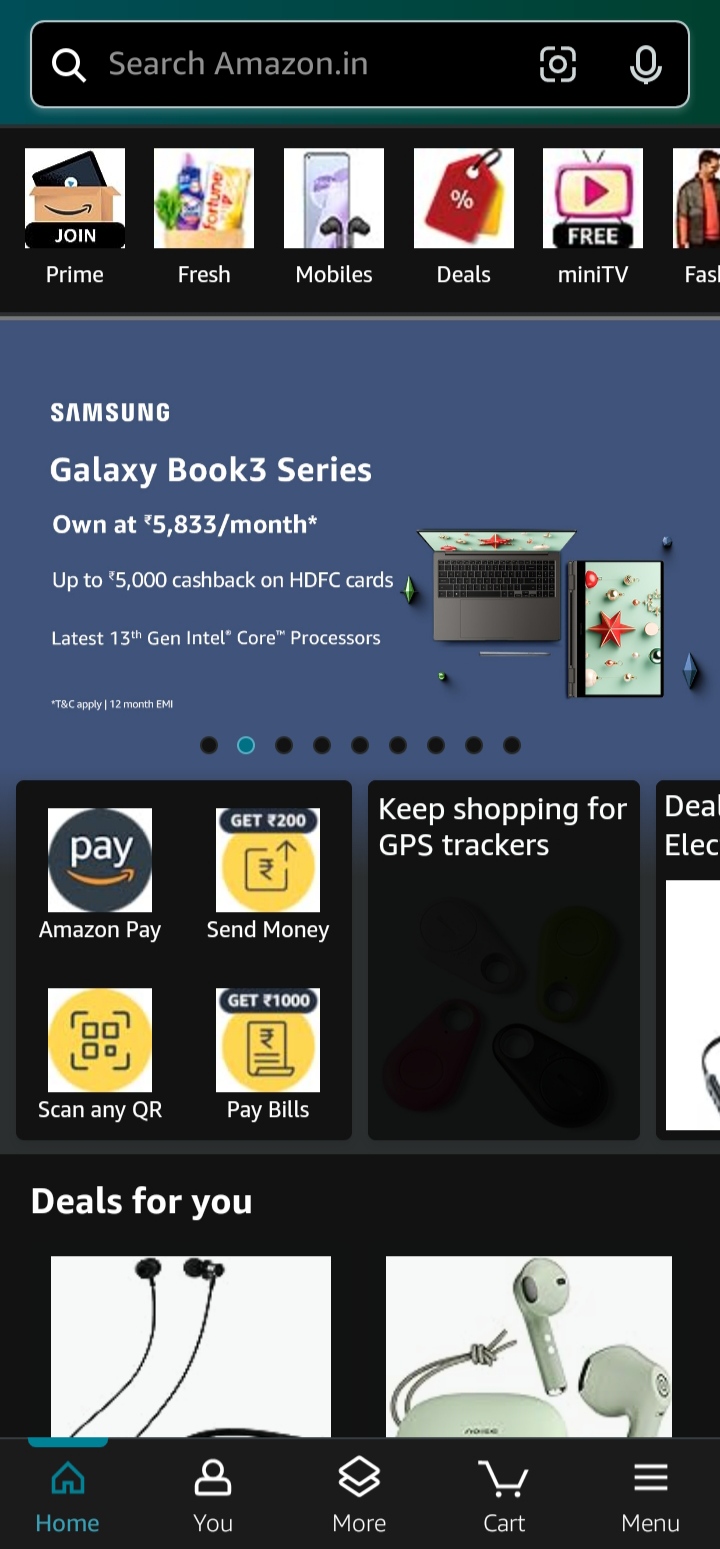 Search Amazon.in
JOIN
Prime
fortune
Fresh
Mobiles
%
Deals
FREE
miniTV
Fas
SAMSUNG
Galaxy Book3 Series
Own at ₹5,833/month*
Up to ₹5,000 cashback on HDFC cards
Latest 13th Gen Intel® Core™ Processors
*T&C apply | 12 month EMI
pay
Amazon Pay
GET ₹200
₹
Send Money
Scan any QR
GET ₹1000
₹
Pay Bills
Keep shopping for
GPS trackers
Deal
Elec
Deals for you
noise
Home
You
More
Cart
Menu